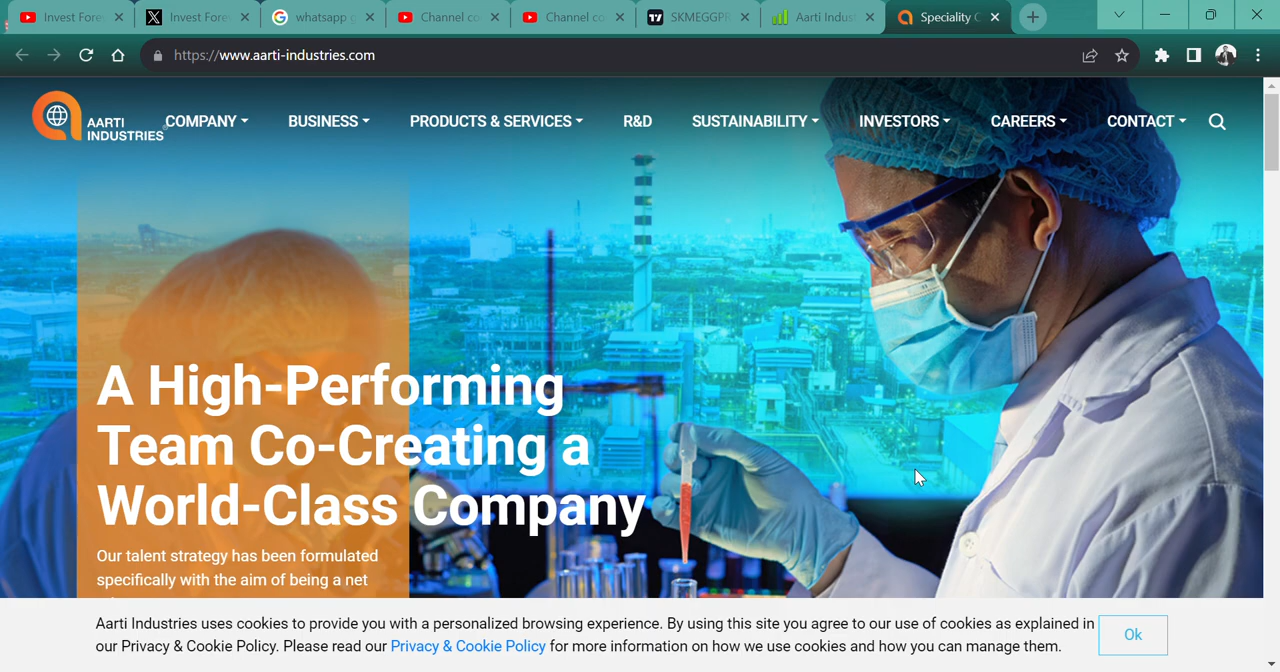 Invest Fore
Invest Fore
whatsapp g
Channel co
Channel co
SKMEGGPR
Aarti Indust
Speciality C
https://www.aarti-industries.com
AARTI
INDUSTRIES
COMPANY
BUSINESS
PRODUCTS & SERVICES
R&D
SUSTAINABILITY
INVESTORS
CAREERS
CONTACT
A High-Performing
Team Co-Creating a
World-Class Company
Our talent strategy has been formulated
specifically with the aim of being a net
Aarti Industries uses cookies to provide you with a personalized browsing experience. By using this site you agree to our use of cookies as explained in
our Privacy & Cookie Policy. Please read our Privacy & Cookie Policy for more information on how we use cookies and how you can manage them.
Ok